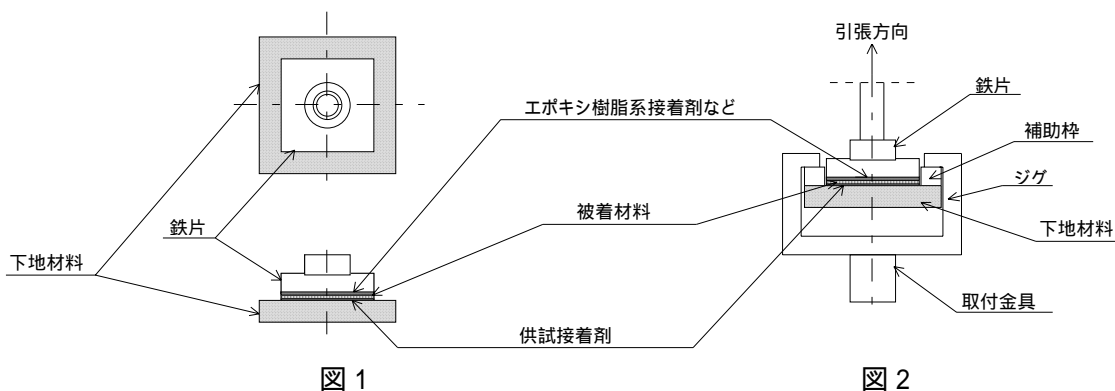 引張方向
鉄片
エポキシ樹脂系接着剤など
補助枠
ジグ
被着材料
鉄片
下地材料
下地材料
取付金具
供試接着剤
図 1
図 2